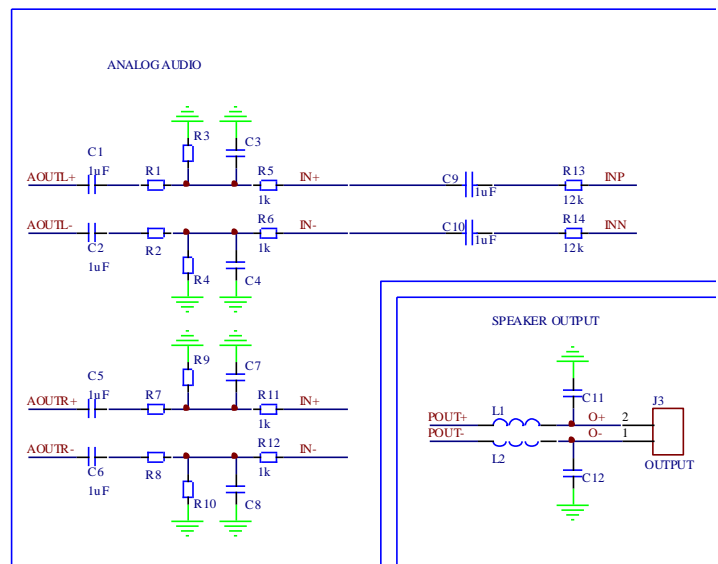 ANALOG AUDIO
R3
C3
C1
1uF
R1
R5
AOUTL+
IN+
1k
C9
1uF
R13
INP
12k
R6
C10
R14
AOUTL-
IN-
INN
C2
R2
1k
1uF
12k
1uF
R4
C4
SPEAKER OUTPUT
R9
C7
C5
1uF
R7
R11
AOUTR+
IN+
1k
R12
AOUTR-
IN-
C6
R8
1k
1uF
R10
C8
C11
J3
POUT+
L1
O+
2
POUT-
O-
1
L2
OUTPUT
C12